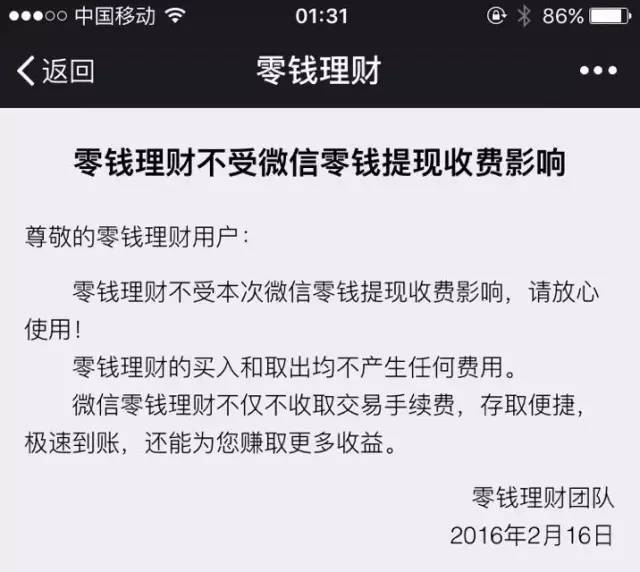 中国移动 01:31 86%
返回 零钱理财
零钱理财不受微信零钱提现收费影响
尊敬的零钱理财用户：
零钱理财不受本次微信零钱提现收费影响，请放心
使用！
零钱理财的买入和取出均不产生任何费用。
微信零钱理财不仅不收取交易手续费，存取便捷，
极速到账，还能为您赚取更多收益。
零钱理财团队
2016年2月16日